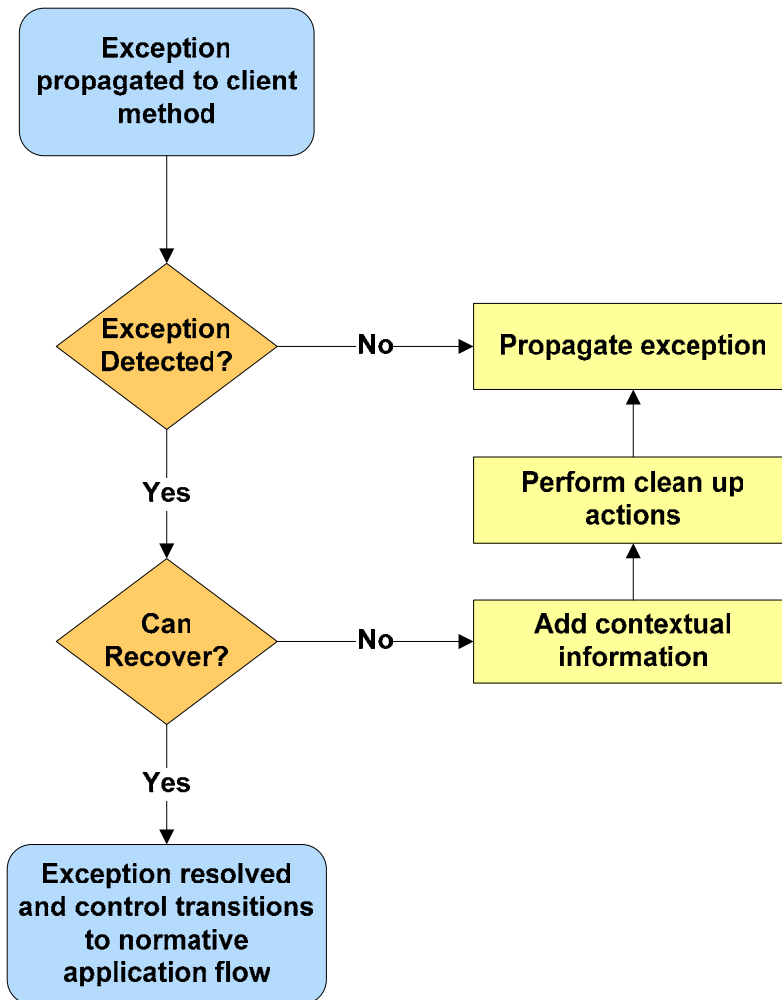 Exception
propagated to client
method
Exception
Detected?
No
Propagate exception
Yes
Perform clean up
actions
Can
Recover?
No
Add contextual
information
Yes
Exception resolved
and control transitions
to normative
application flow